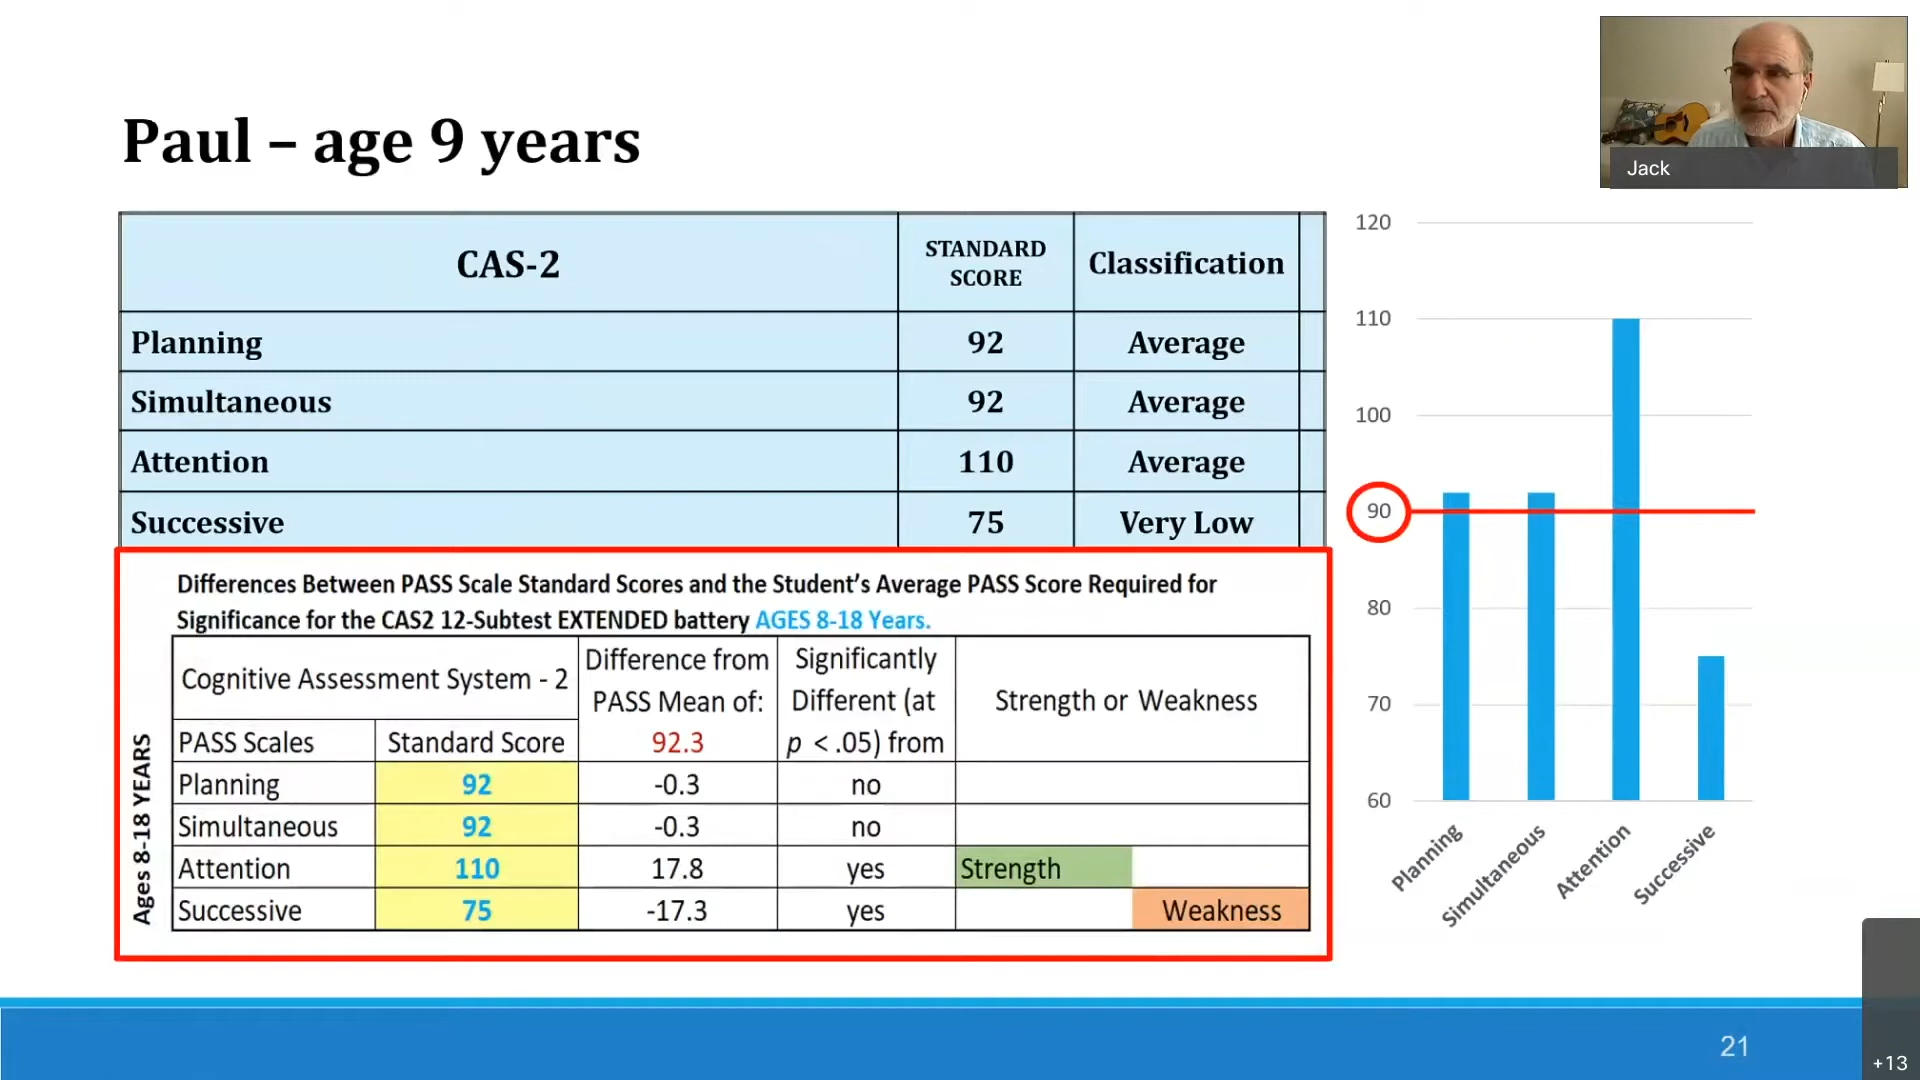 Jack
Paul – age 9 years
CAS-2 STANDARD SCORE Classification
Planning 92 Average
Simultaneous 92 Average
Attention 110 Average
Successive 75 Very Low
Differences Between PASS Scale Standard Scores and the Student's Average PASS Score Required for
Significance for the CAS2 12-Subtest EXTENDED battery AGES 8-18 Years.
Ages 8-18 YEARS
Cognitive Assessment System - 2
Difference from
PASS Mean of:
92.3
Significantly
Different (at
p < .05) from
Strength or Weakness
PASS Scales Standard Score
Planning 92 -0.3 no
Simultaneous 92 -0.3 no
Attention 110 17.8 yes Strength
Successive 75 -17.3 yes Weakness
120
110
100
90
80
70
60
Planning
Simultaneous
Attention
Successive
21
+13